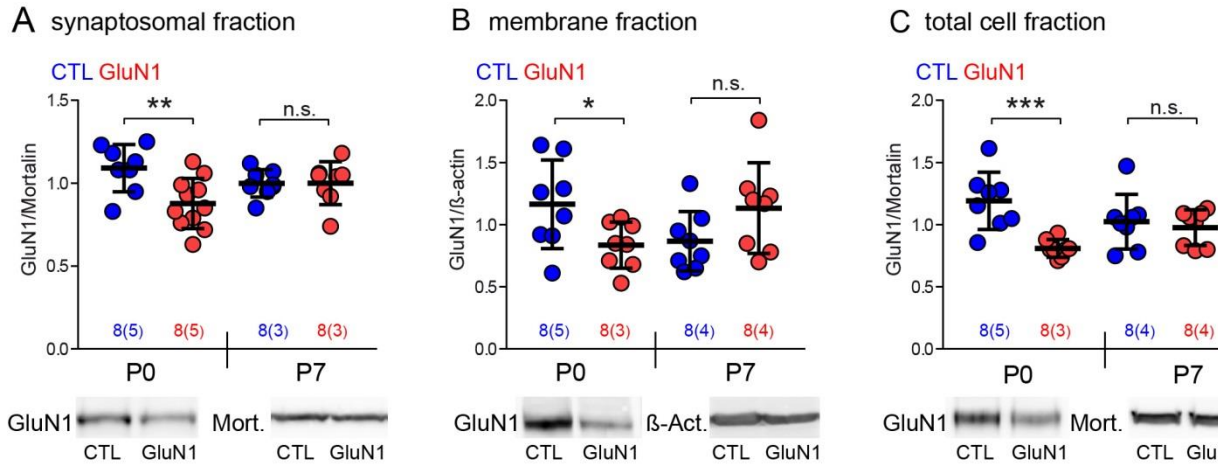 A synaptosomal fraction
CTL GluN1
GluN1/Mortalin
1.5
1.0
0.5
0.0
**
n.s.
8(5) 8(5) 8(3) 8(3)
P0 P7
GluN1 Mort.
CTL GluN1 CTL GluN1
B membrane fraction
CTL GluN1
GluN1/ß-actin
2.0
1.5
1.0
0.5
0.0
*
n.s.
8(5) 8(3) 8(4) 8(4)
P0 P7
GluN1 ß-Act.
CTL GluN1 CTL GluN1
C total cell fraction
CTL GluN1
GluN1/Mortalin
2.0
1.5
1.0
0.5
0.0
***
n.s.
8(5) 8(3) 8(4) 8(4)
P0 P7
GluN1 Mort.
CTL GluN1 CTL Glu